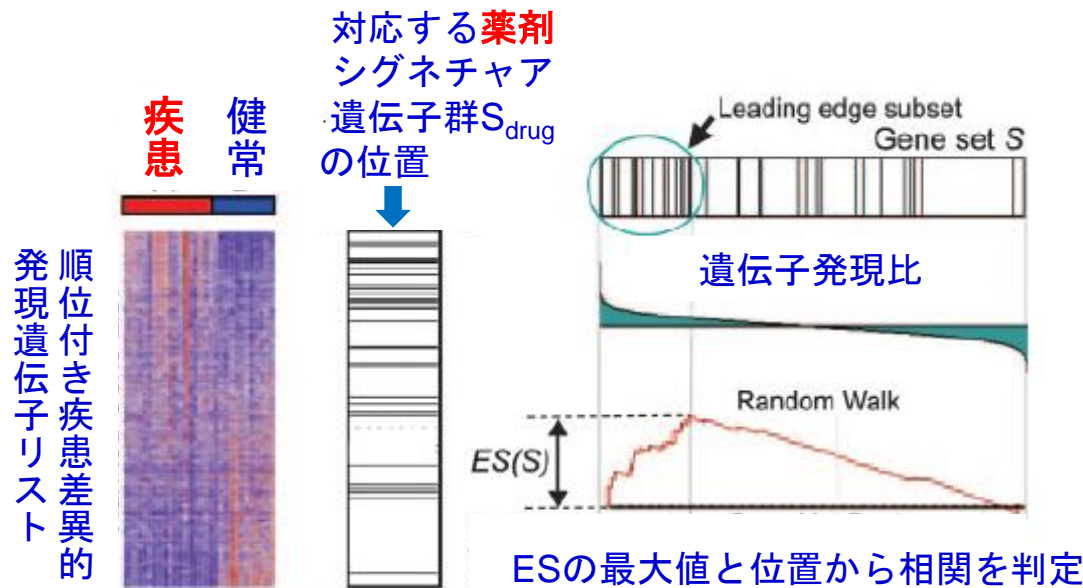 対応する薬剤
シグネチャア
遺伝子群Sdrug
の位置
疾患
健常
順位付き疾患差異的
発現遺伝子リスト
Leading edge subset
Gene set S
遺伝子発現比
Random Walk
ES(S)
ESの最大値と位置から相関を判定